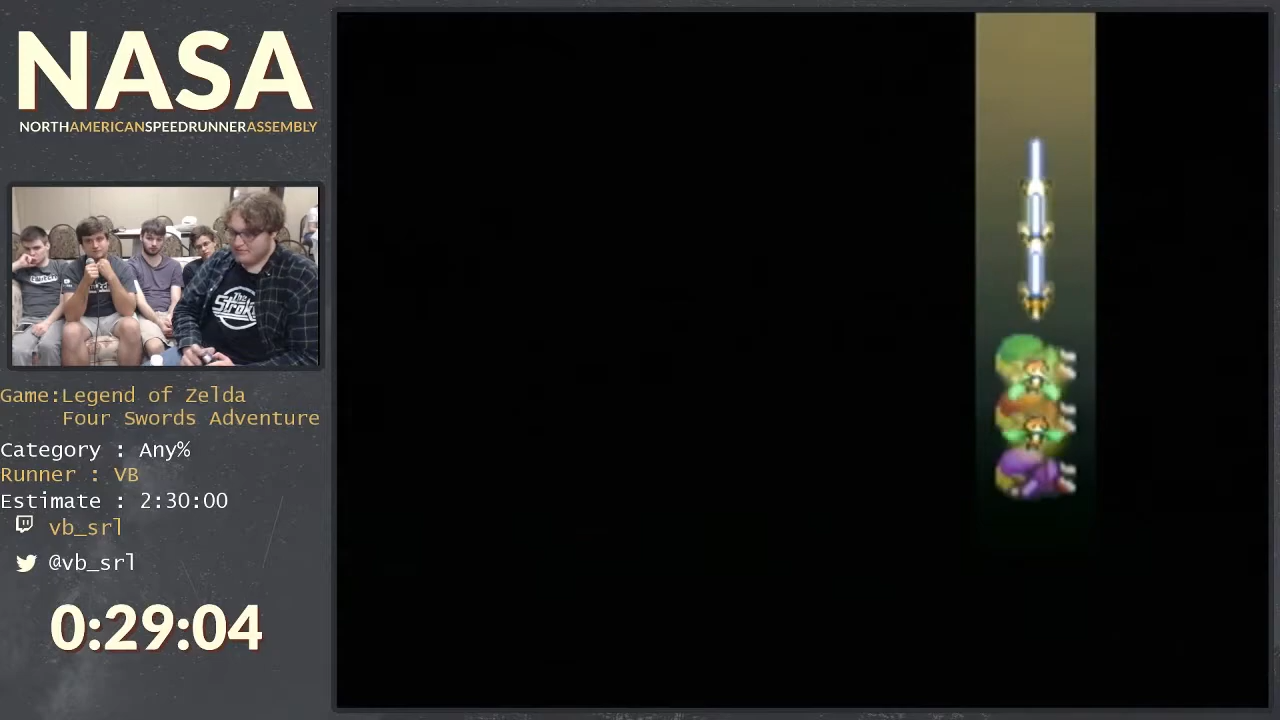 NASA
NORTHAMERICANSPEEDRUNNERASSEMBLY
The
Game:Legend of Zelda
Four Swords Adventure
Category : Any%
Runner : VB
Estimate : 2:30:00
vb_srl
@vb_srl
0:29:04